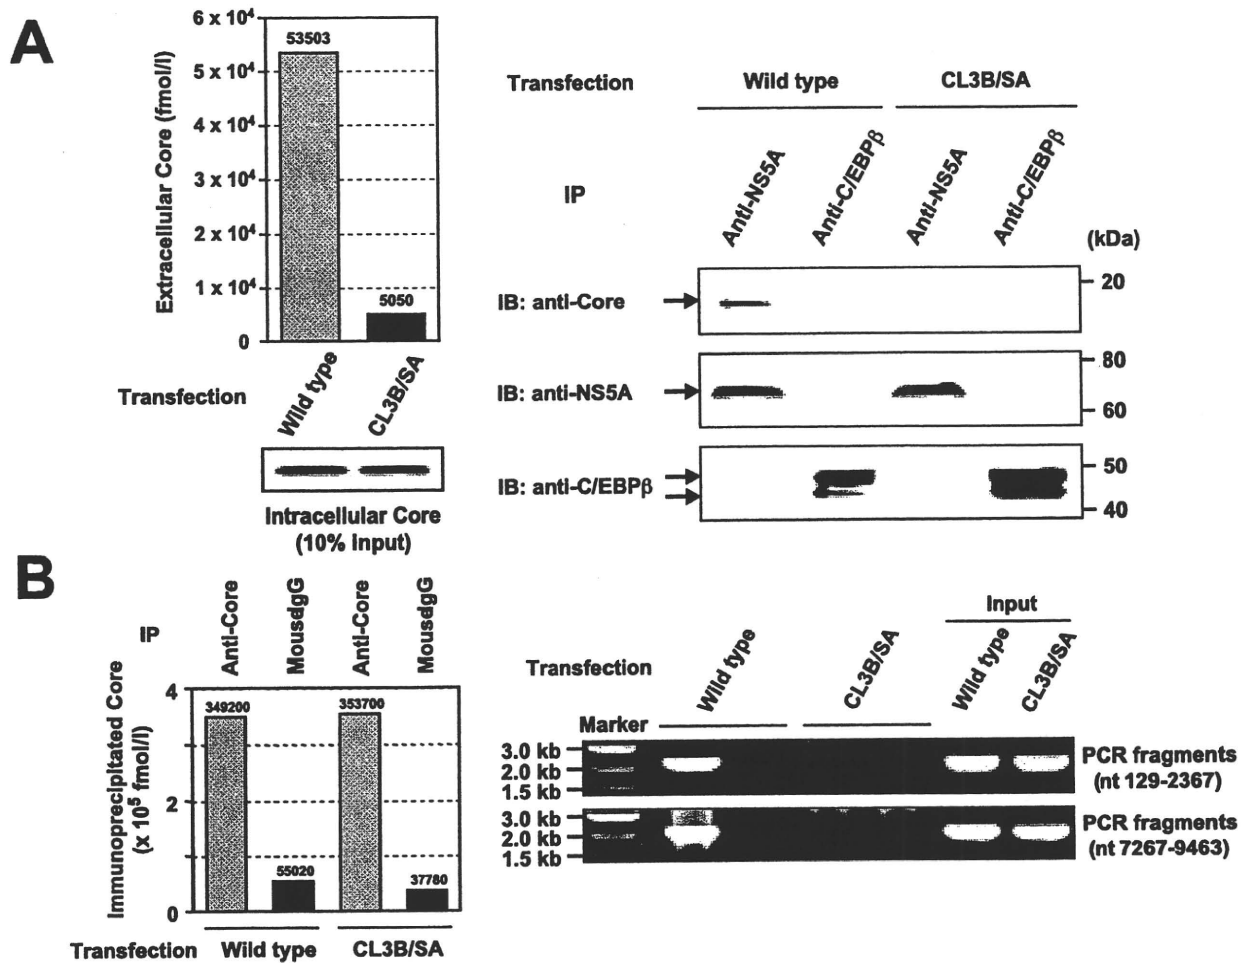 A
6 x 10⁴
5 x 10⁴
4 x 10⁴
3 x 10⁴
2 x 10⁴
1 x 10⁴
0
Extracellular Core (fmol/l)
53503
5050
Transfection
Wild type
CL3B/SA
Intracellular Core
(10% input)
Transfection
Wild type
CL3B/SA
IP
Anti-NS5A
Anti-C/EBPβ
Anti-NS5A
Anti-C/EBPβ
(kDa)
IB: anti-Core
20
IB: anti-NS5A
80
60
IB: anti-C/EBPβ
50
40
B
IP
Anti-Core
MouseIgG
Anti-Core
MouseIgG
Immunoprecipitated Core
(x 10⁵ fmol/l)
4
2
0
349200
55020
353700
37780
Transfection
Wild type
CL3B/SA
Input
Transfection
Wild type
CL3B/SA
Wild type
CL3B/SA
Marker
3.0 kb
2.0 kb
1.5 kb
PCR fragments
(nt 129-2367)
3.0 kb
2.0 kb
1.5 kb
PCR fragments
(nt 7267-9463)